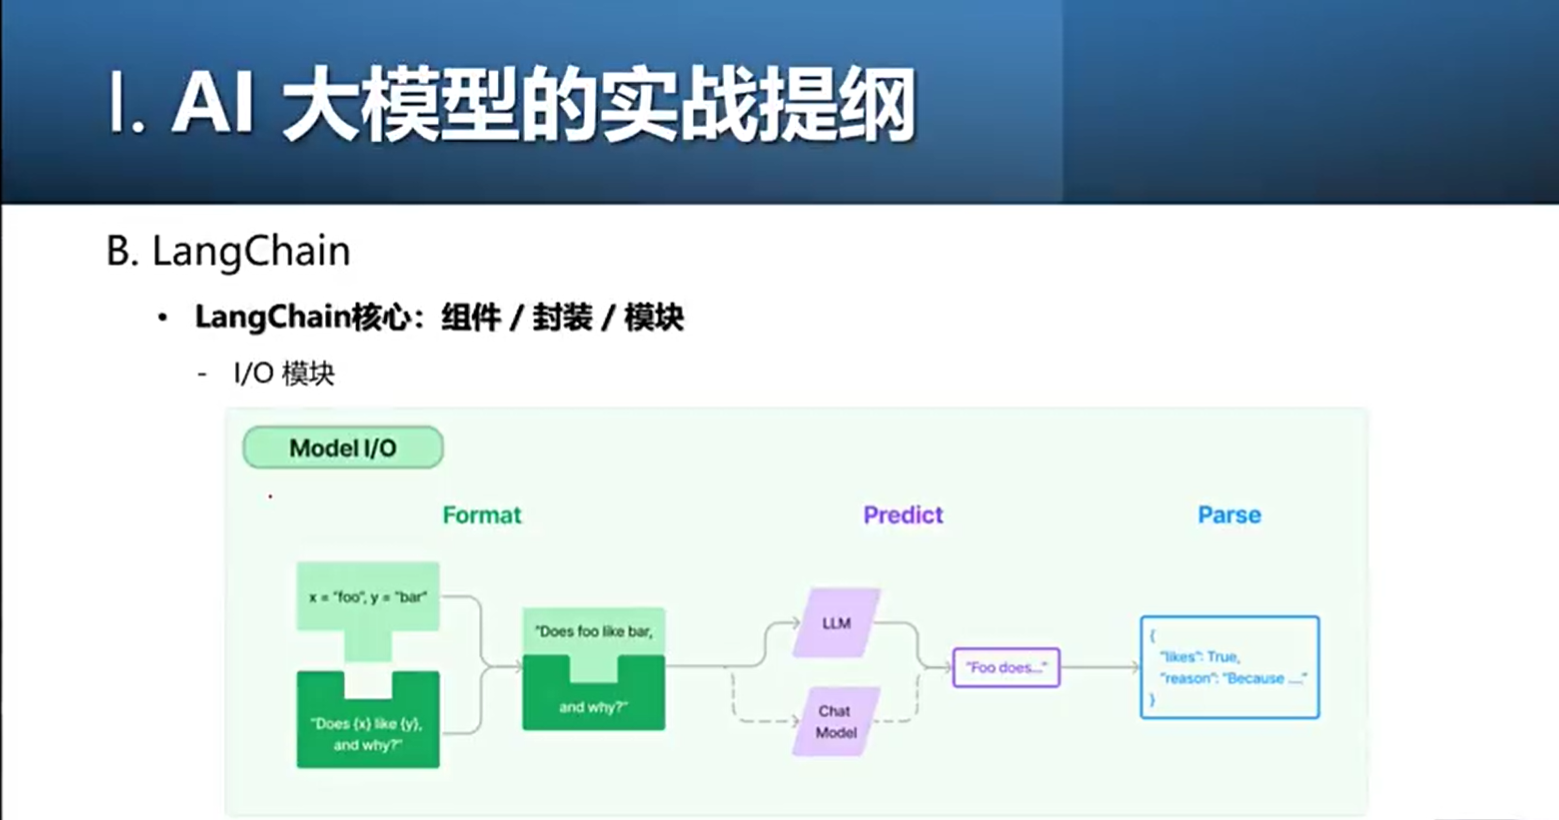 I. AI 大模型的实战提纲
B. LangChain
• LangChain核心：组件 / 封装 / 模块
- I/O 模块
Model I/O
Format
Predict
Parse
x = "foo", y = "bar"
"Does {x} like {y},
and why?"
"Does foo like bar,
and why?"
LLM
Chat
Model
"Foo does..."
{
"likes": True,
"reason": "Because ...."
}